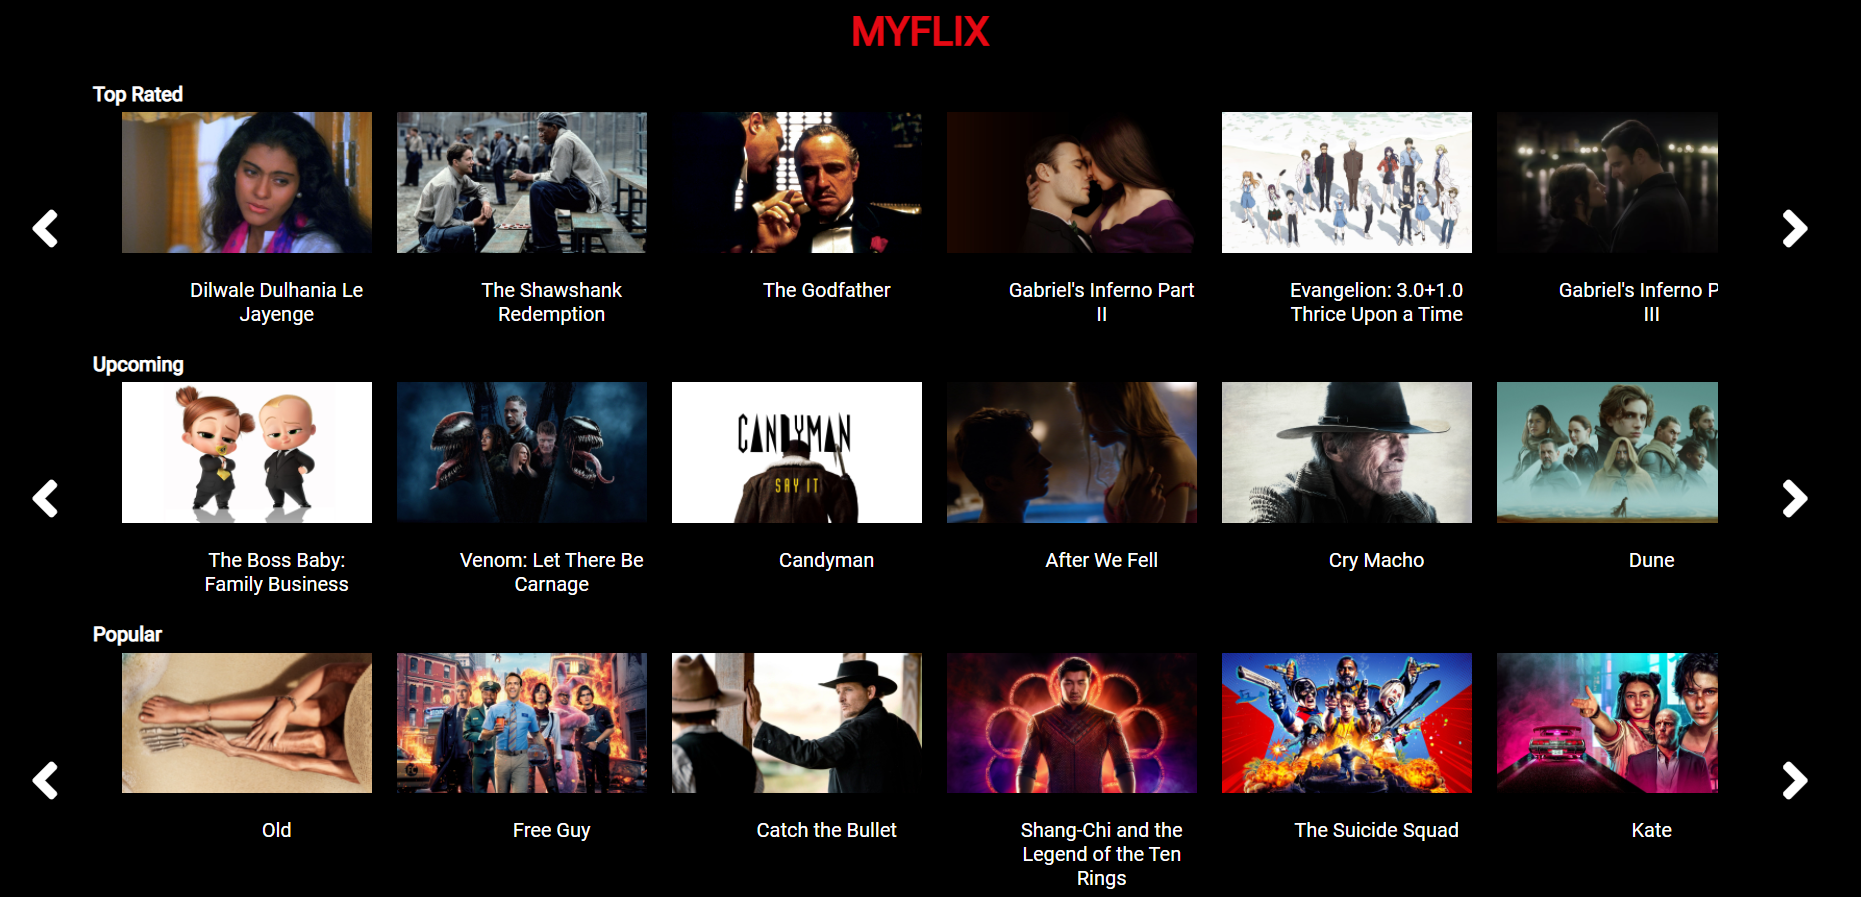 MYFLIX
Top Rated
Dilwale Dulhania Le
Jayenge
The Shawshank
Redemption
The Godfather
Gabriel's Inferno Part
II
Evangelion: 3.0+1.0
Thrice Upon a Time
Gabriel's Inferno P
III
Upcoming
CANDYMAN
SAY IT
The Boss Baby:
Family Business
Venom: Let There Be
Carnage
Candyman
After We Fell
Cry Macho
Dune
Popular
Old
Free Guy
Catch the Bullet
Shang-Chi and the
Legend of the Ten
Rings
The Suicide Squad
Kate